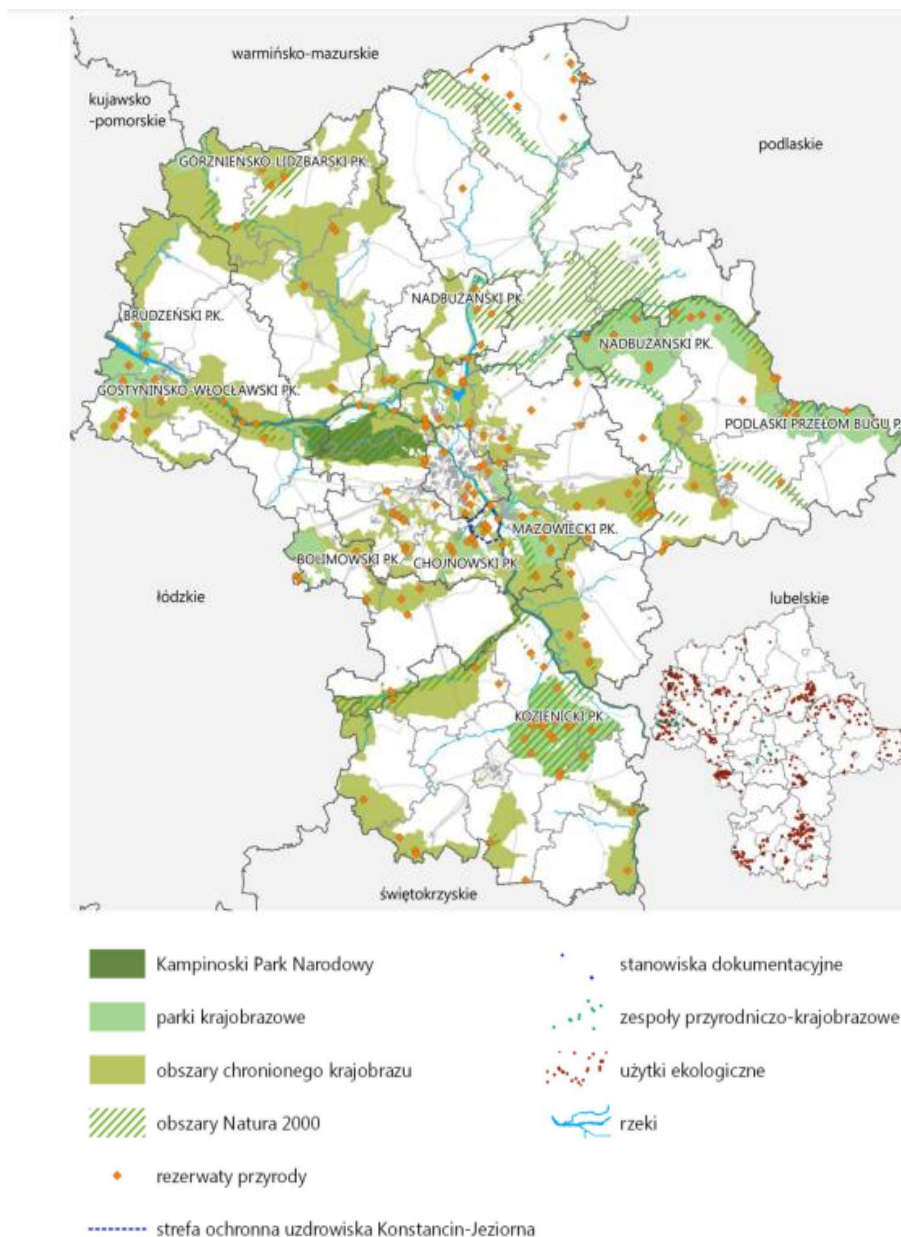 warmińsko-mazurskie
kujawsko
-pomorskie
podlaskie
GÓRZNIEŃSKO-LIDZBARSKI PK.
NADBUŻAŃSKI P.K.
BRUDZEŃSKI P.K.
NADBUŻAŃSKI P.K.
GOSTYNIŃSKO-WŁOCŁAWSKI P.K.
PODLASKI PRZEŁOM BUGU P.
MAZOWIECKI P.K.
BOLIMOWSKI P.K.
CHOJNOWSKI P.K.
łódzkie
lubelskie
KOZIENICKI P.K.
świętokrzyskie
Kampinoski Park Narodowy
stanowiska dokumentacyjne
parki krajobrazowe
zespoły przyrodniczo-krajobrazowe
obszary chronionego krajobrazu
użytki ekologiczne
obszary Natura 2000
rzeki
rezerwaty przyrody
strefa ochronna uzdrowiska Konstancin-Jeziorna